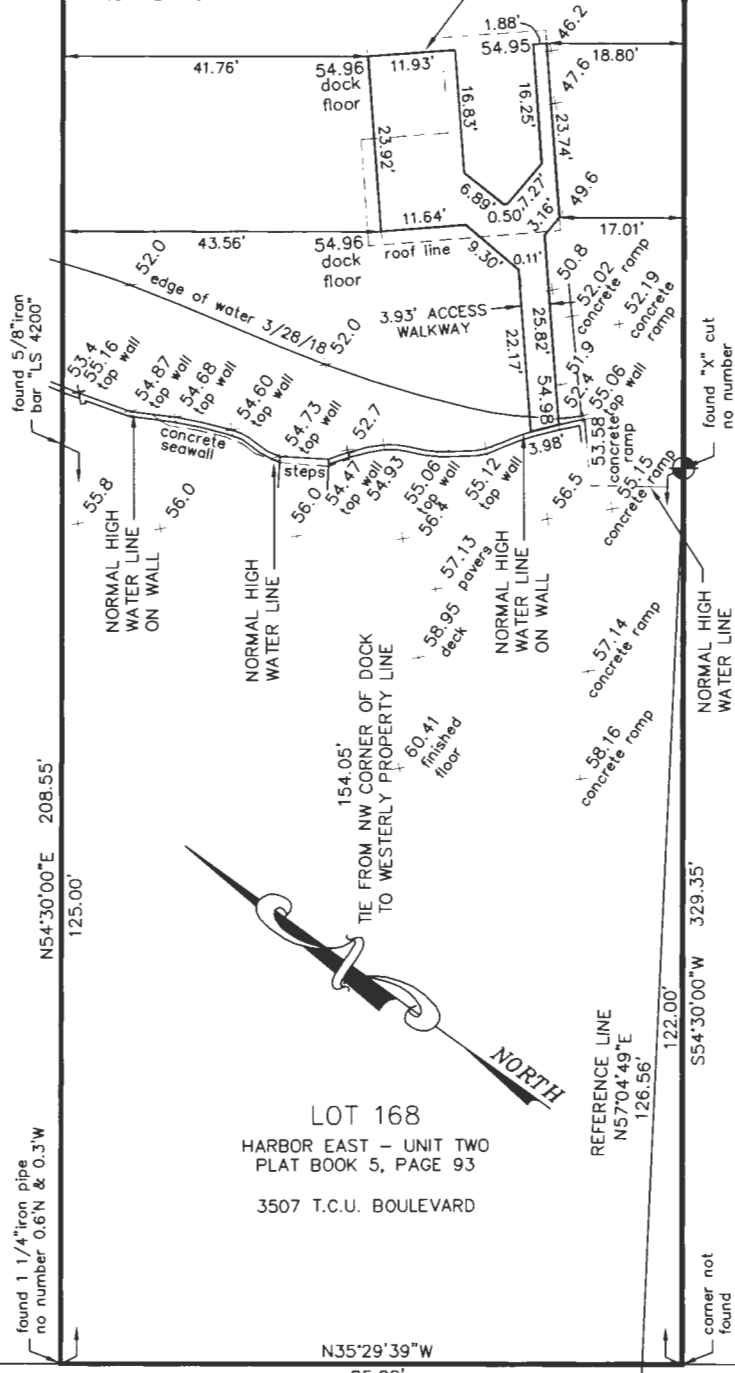 1.88'
46.2
54.95
18.80'
41.76'
54.96
dock
floor
11.93'
47.6
16.83'
16.25'
23.74'
23.92'
6.89'
7.27'
0.50'
3.16'
49.6
11.64'
43.56'
54.96
dock
floor
roof line
9.30'
0.11'
17.01'
52.0
edge of water 3/28/18
52.0
50.8
52.02
concrete ramp
52.19
concrete
ramp
3.93' ACCESS
WALKWAY
22.17'
25.82'
51.9
52.4
54.98
55.06
top wall
found 5/8"iron
bar "LS 4200"
53.4
55.16
top wall
54.87
top wall
54.68
top wall
54.60
top wall
54.73
top wall
52.7
concrete
seawall
steps
54.47
top wall
54.93
55.06
top wall
55.12
top wall
3.98'
53.58
concrete
ramp
55.15
concrete ramp
found "X" cut
no number
55.8
56.0
56.0
56.4
56.5
NORMAL HIGH
WATER LINE
ON WALL
NORMAL HIGH
WATER LINE
57.13
pavers
58.95
deck
60.41
finished
floor
NORMAL HIGH
WATER LINE
ON WALL
57.14
concrete ramp
58.16
concrete ramp
NORMAL HIGH
WATER LINE
154.05'
TIE FROM NW CORNER OF DOCK
TO WESTERLY PROPERTY LINE
N54°30'00"E 208.55'
125.00'
NORTH
REFERENCE LINE
N57°04'49"E
126.56'
122.00'
S54°30'00"W 329.35'
LOT 168
HARBOR EAST – UNIT TWO
PLAT BOOK 5, PAGE 93
3507 T.C.U. BOULEVARD
found 1 1/4"iron pipe
no number 0.6'N & 0.3'W
corner not
found
N35°29'39"W